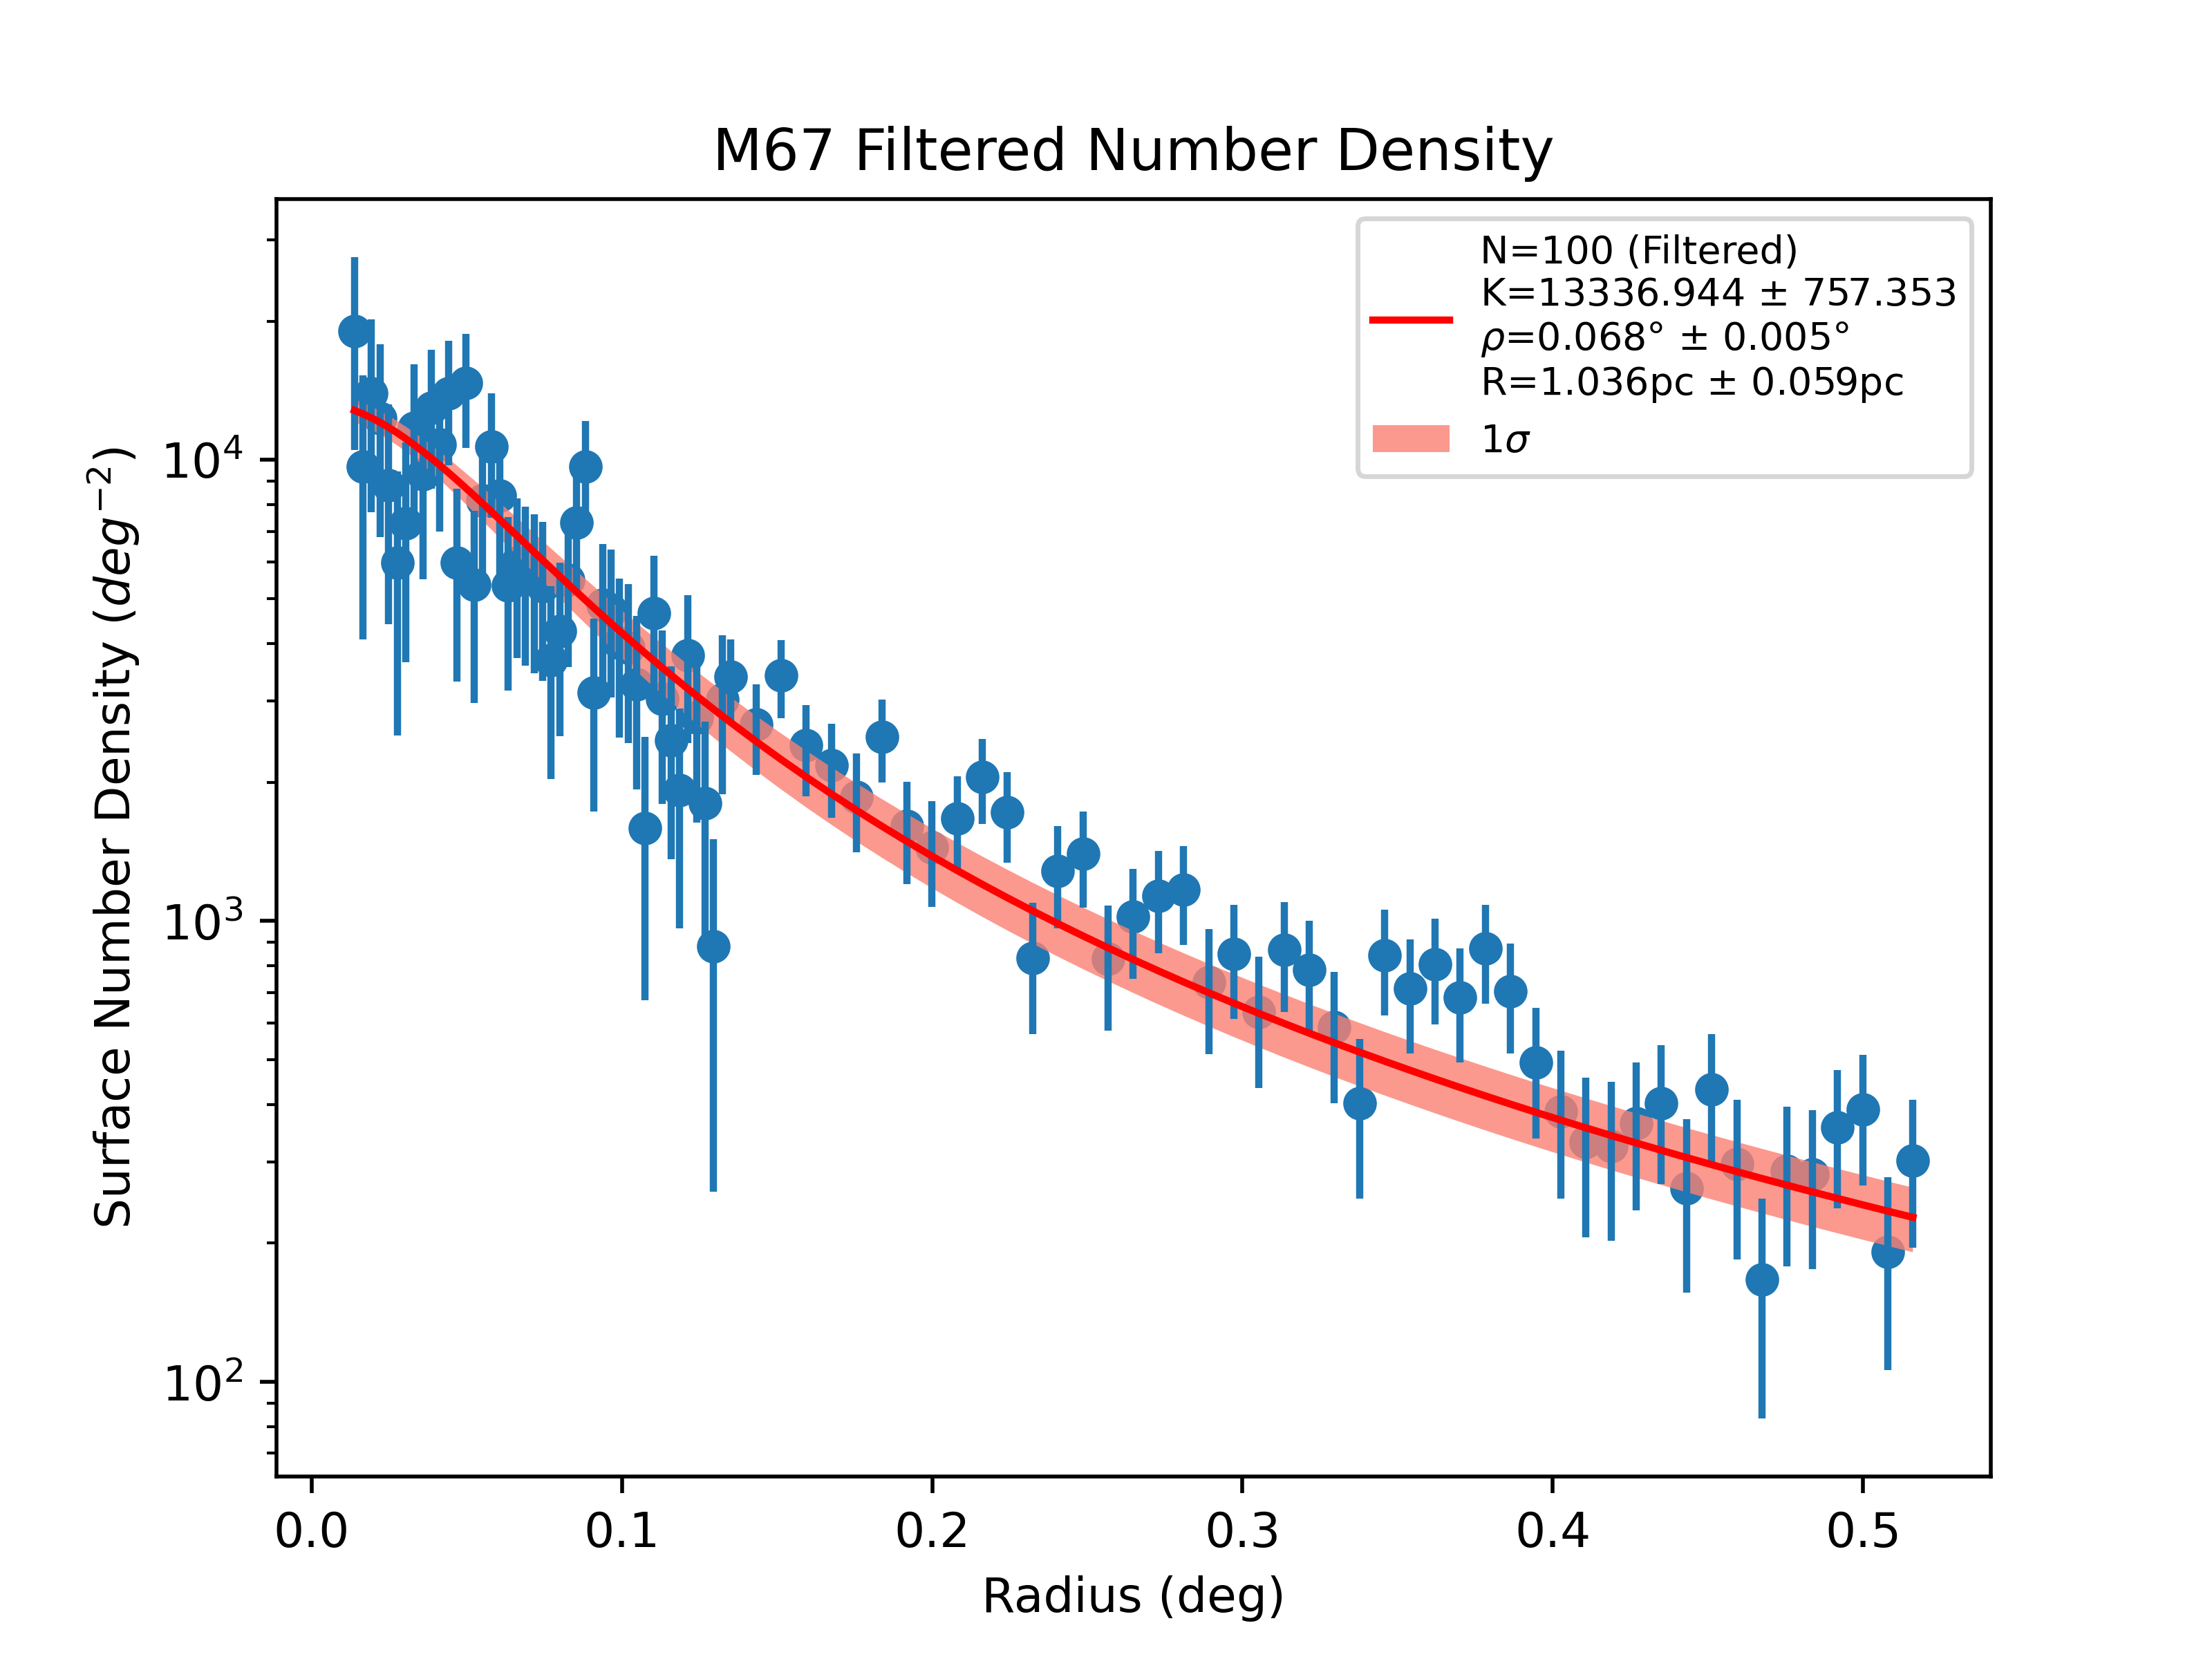 M67 Filtered Number Density
N=100 (Filtered)
K=13336.944 ± 757.353
ρ=0.068° ± 0.005°
R=1.036pc ± 0.059pc
1σ
Surface Number Density (deg⁻²)
10⁴
10³
10²
0.0 0.1 0.2 0.3 0.4 0.5
Radius (deg)